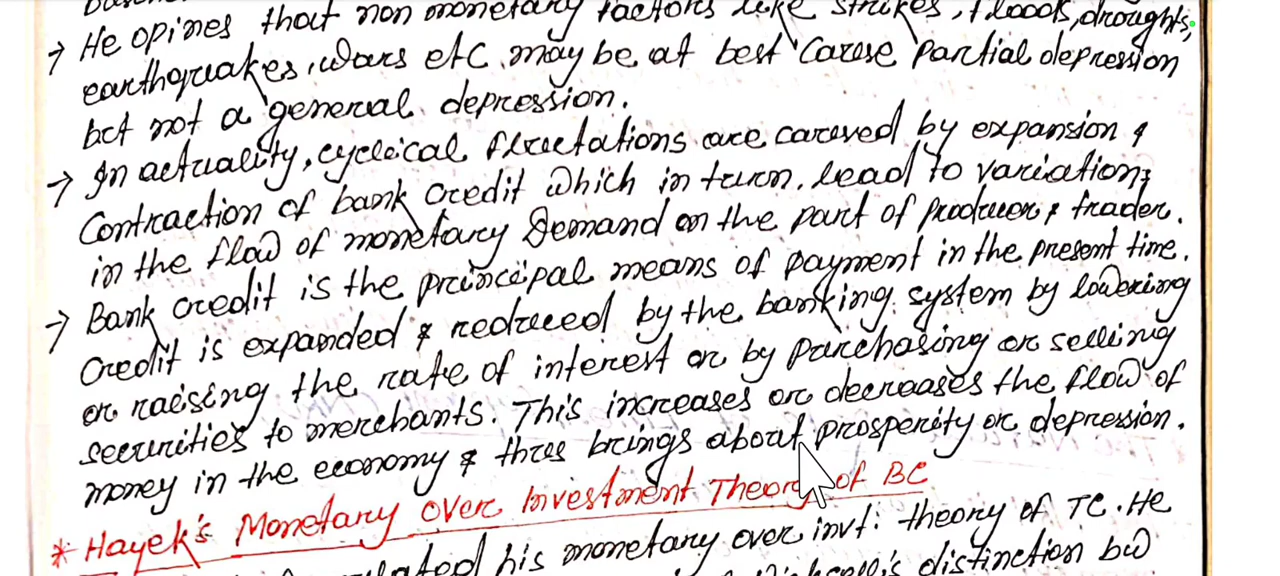 → He opines that non monetary factors like strikes, floods, droughts,
earthquakes, wars etc may be at best cause partial depression
but not a general depression.
→ In actuality, cyclical fluctations are caused by expansion &
Contraction of bank credit which in turn, lead to variations
in the flow of monetary Demand on the part of producer & trader.
→ Bank credit is the principal means of payment in the present time.
Credit is expanded & reduced by the banking system by lowering
or raising the rate of interest or by purchasing or selling
securities to merchants. This increases or decreases the flow of
money in the economy & thus brings about prosperity or depression.
* Hayek's Monetary Over Investment Theory of BC
his monetary over invt: theory of TC. He
distinction bw